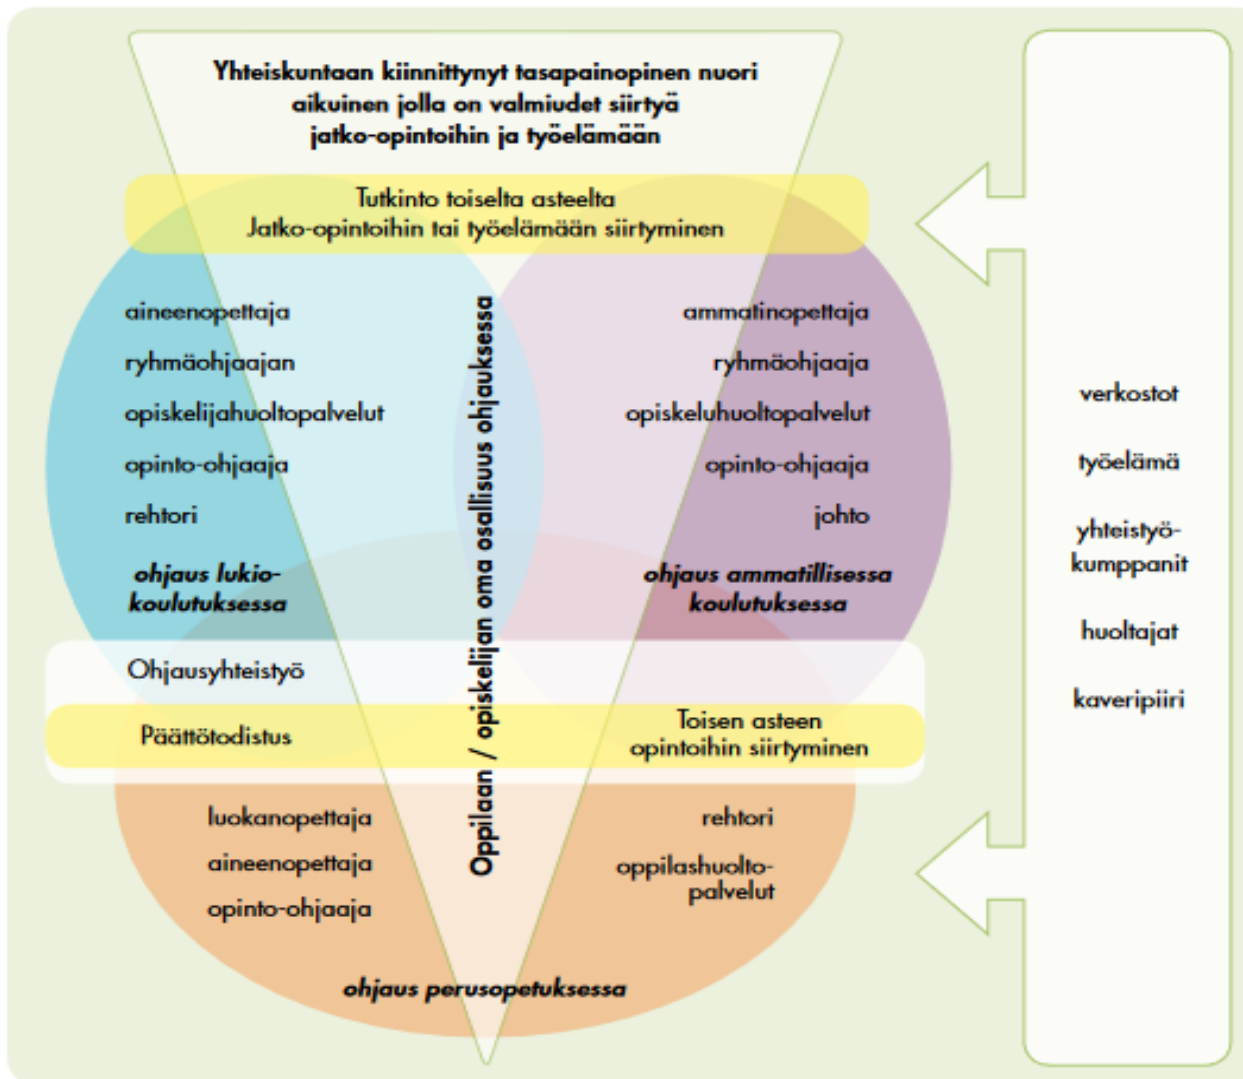 Yhteiskuntaan kiinnittynyt tasapainopinen nuori
aikuinen jolla on valmiudet siirtyä
jatko-opintoihin ja työelämään
Tutkinto toiselta asteelta
Jatko-opintoihin tai työelämään siirtyminen
aineenopettaja
ryhmäohjaajan
opiskelijahuoltopalvelut
opinto-ohjaaja
rehtori
ohjaus lukio-
koulutuksessa
Oppilaan / opiskelijan oma osallisuus ohjauksessa
ammatinopettaja
ryhmäohjaaja
opiskeluhuoltopalvelut
opinto-ohjaaja
johto
ohjaus ammatillisessa
koulutuksessa
Ohjausyhteistyö
Päättötodistus
Toisen asteen
opintoihin siirtyminen
luokanopettaja
aineenopettaja
opinto-ohjaaja
rehtori
oppilashuolto-
palvelut
ohjaus perusopetuksessa
verkostot
työelämä
yhteistyö-
kumppanit
huoltajat
kaveripiiri